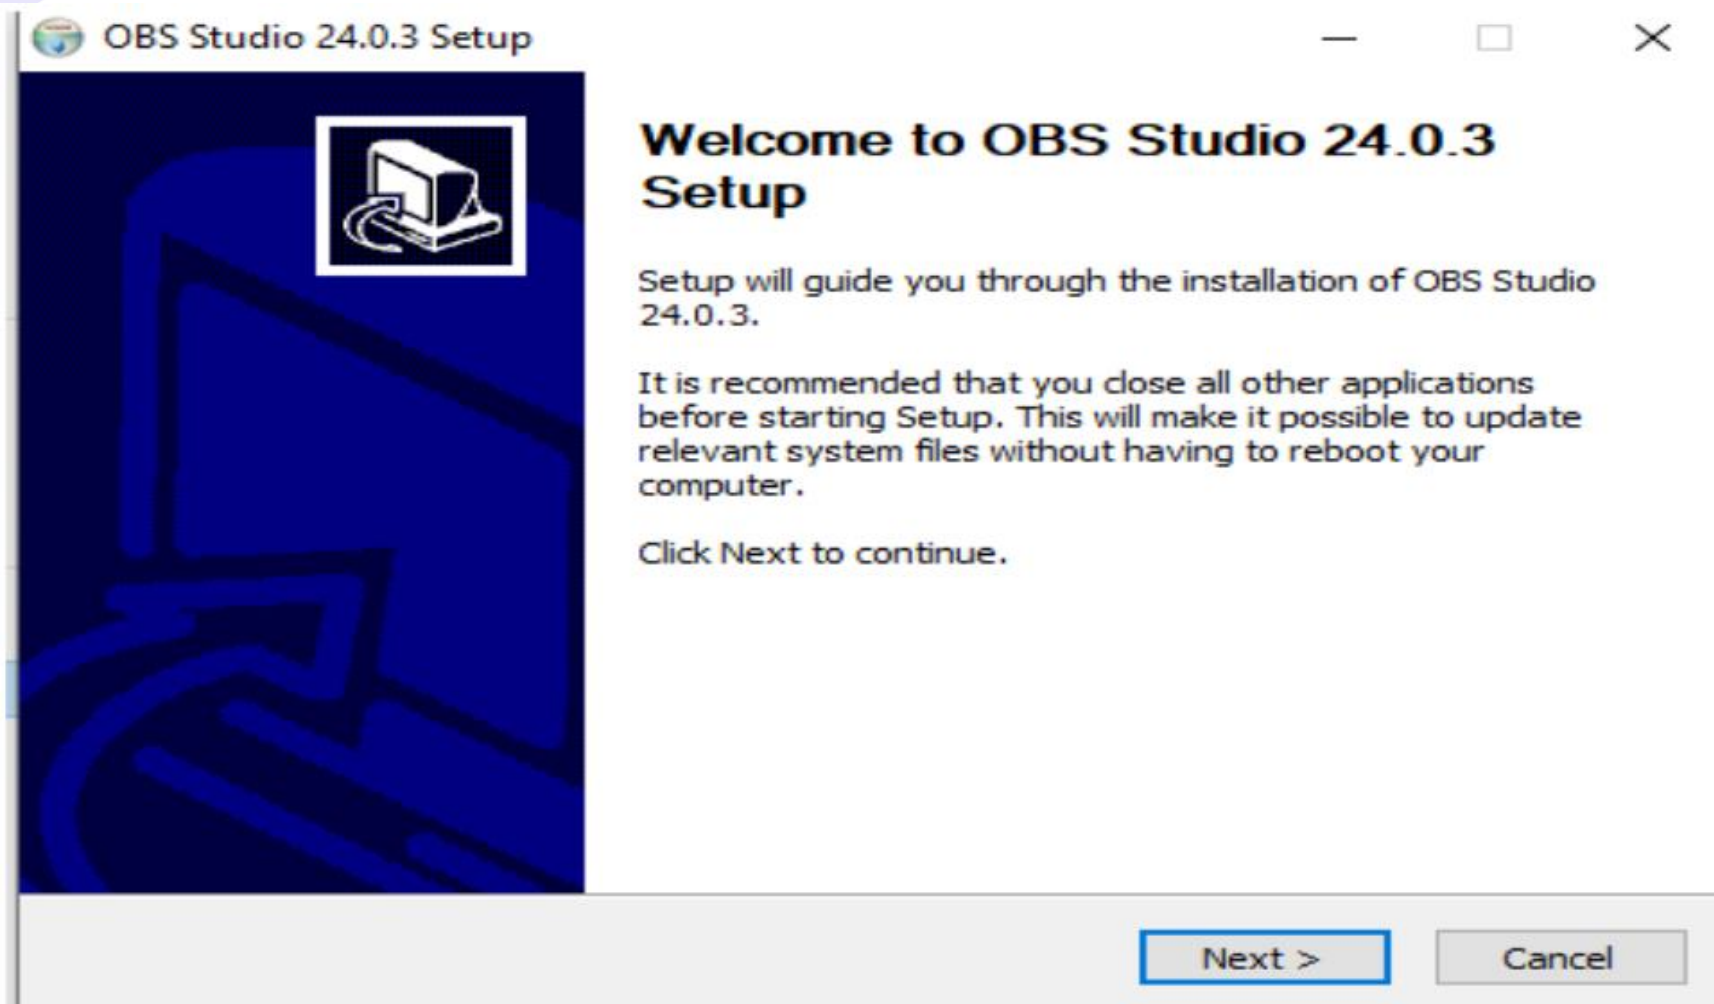 OBS Studio 24.0.3 Setup
Welcome to OBS Studio 24.0.3
Setup
Setup will guide you through the installation of OBS Studio
24.0.3.
It is recommended that you close all other applications
before starting Setup. This will make it possible to update
relevant system files without having to reboot your
computer.
Click Next to continue.
Next >
Cancel